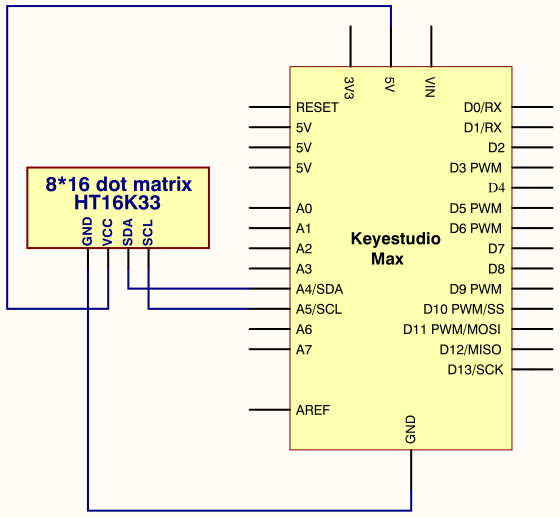 3V3
5V
VIN
RESET
5V
5V
5V
A0
A1
A2
A3
A4/SDA
A5/SCL
A6
A7
AREF
D0/RX
D1/RX
D2
D3 PWM
D4
D5 PWM
D6 PWM
D7
D8
D9 PWM
D10 PWM/SS
D11 PWM/MOSI
D12/MISO
D13/SCK
Keyestudio
Max
GND
8*16 dot matrix
HT16K33
GND
VCC
SDA
SCL